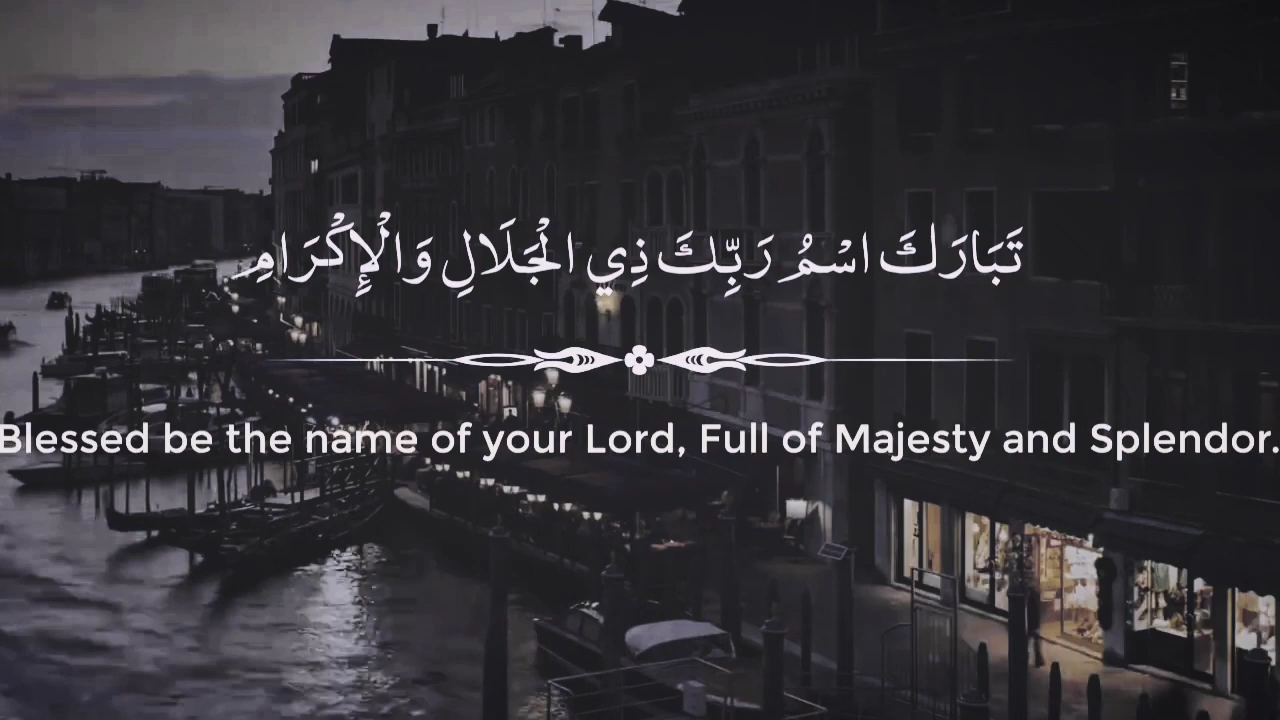 تَبَارَكَ اسْمُ رَبِّكَ ذِي الْجَلَالِ وَالْإِكْرَامِ
Blessed be the name of your Lord, Full of Majesty and Splendor.